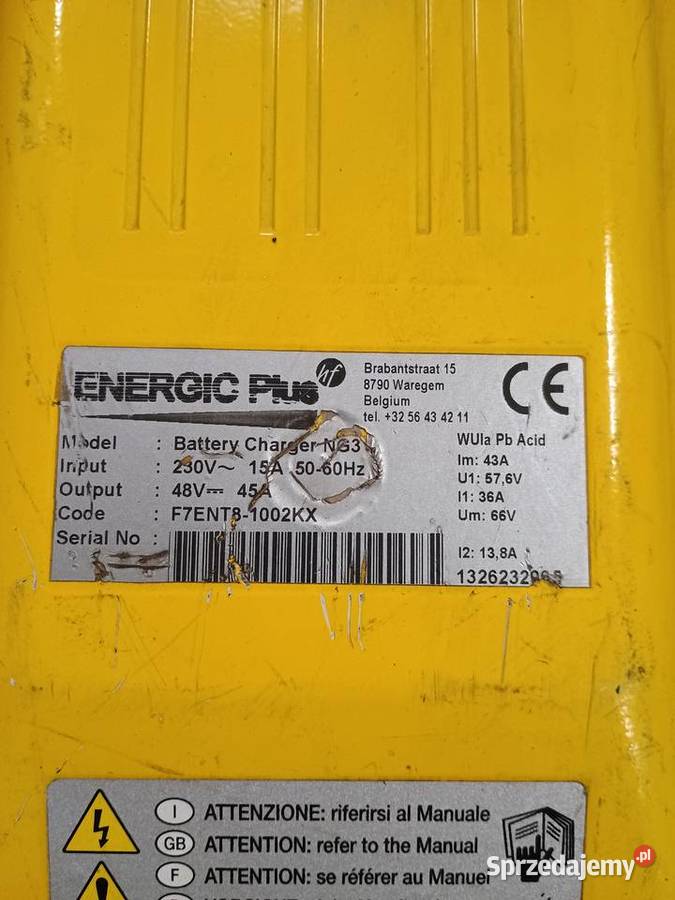 ENERGIC Plus hf
Brabantstraat 15
8790 Waregem
Belgium
tel. +32 56 43 42 11
CE
Model : Battery Charger NG3
Input : 230V~ 15A 50-60Hz
Output : 48V⎓ 45A
Code : F7ENT8-1002KX
Serial No :
WUIa Pb Acid
Im: 43A
U1: 57,6V
I1: 36A
Um: 66V
I2: 13,8A
I ATTENZIONE: riferirsi al Manuale
GB ATTENTION: refer to the Manual
F ATTENTION: se référer au Manuel
Sprzedajemy.pl